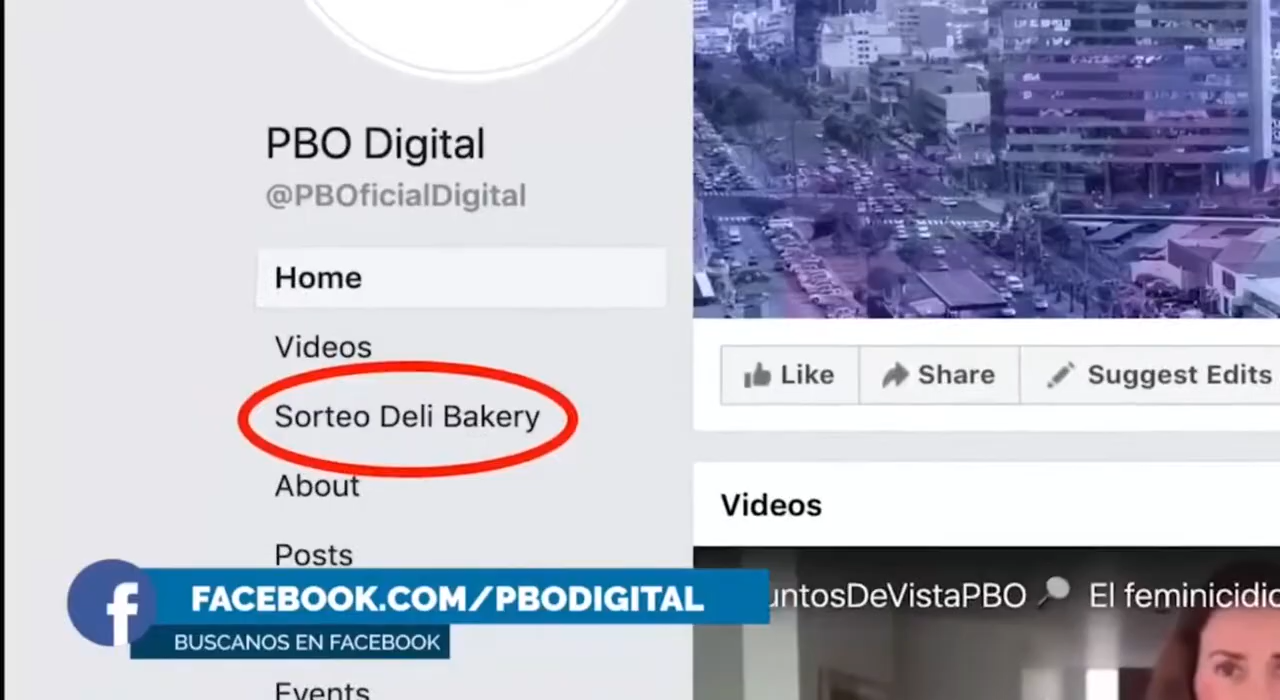 PBO Digital
@PBOficialDigital
Home
Videos
Sorteo Deli Bakery
About
Posts
Events
Like Share Suggest Edits
Videos
untosDeVistaPBO El feminicidio
FACEBOOK.COM/PBODIGITAL
BUSCANOS EN FACEBOOK